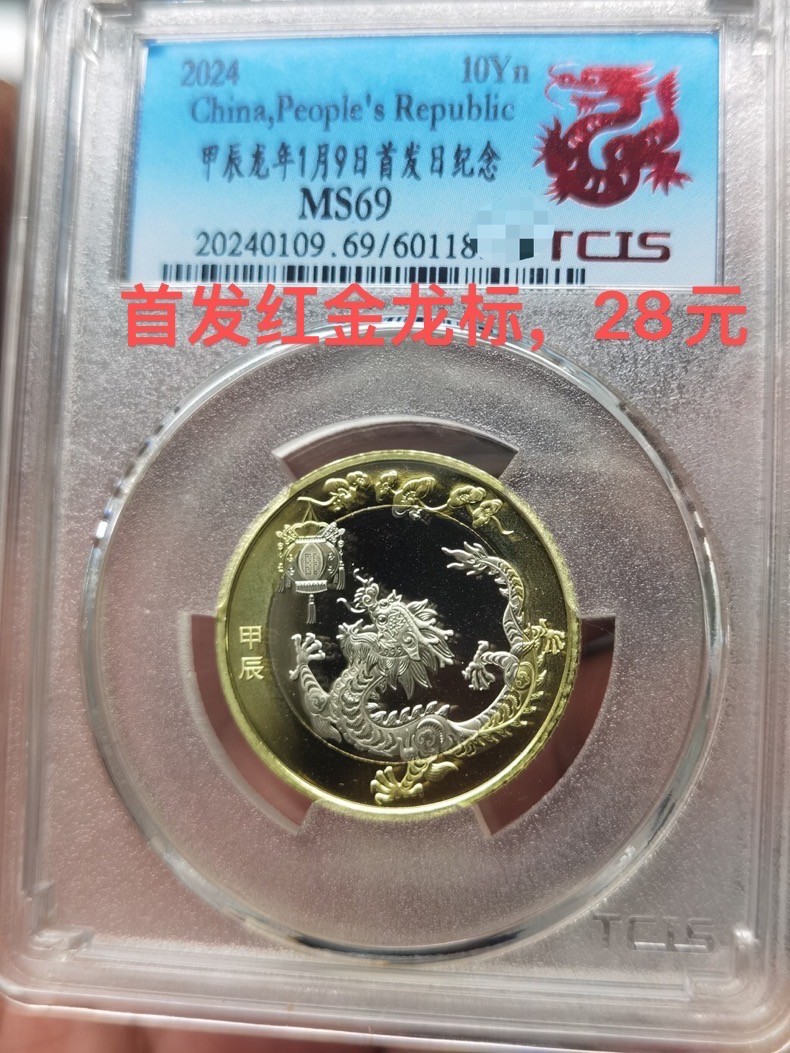 2024 10Yn
China,People's Republic
甲辰龙年1月9日首发日纪念
MS69
20240109.69/60118 TCIS
首发红金龙标，28元
甲辰
TCIS